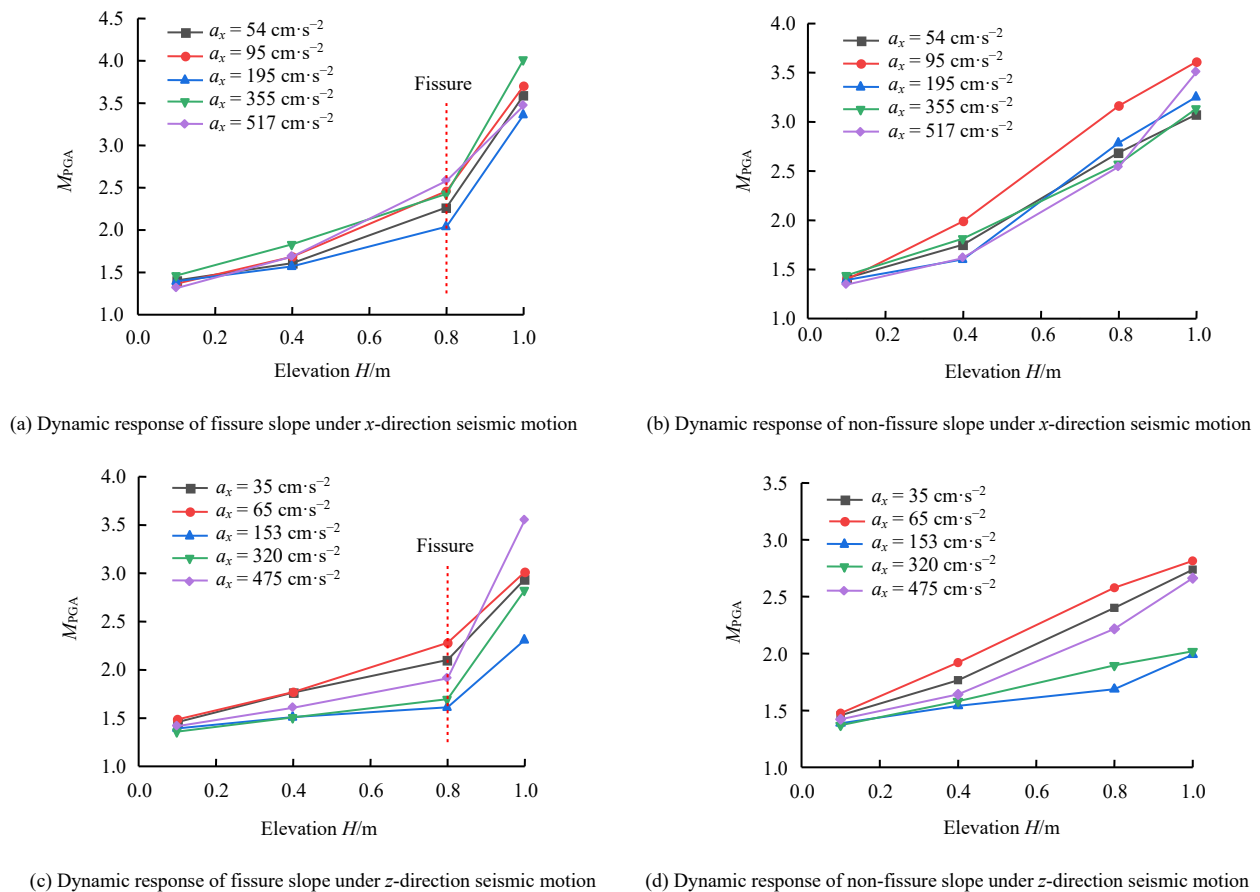 4.5
4.0
3.5
3.0
2.5
2.0
1.5
1.0
M_PGA
aₓ = 54 cm·s⁻²
aₓ = 95 cm·s⁻²
aₓ = 195 cm·s⁻²
aₓ = 355 cm·s⁻²
aₓ = 517 cm·s⁻²
Fissure
0.0 0.2 0.4 0.6 0.8 1.0
Elevation H/m
(a) Dynamic response of fissure slope under x-direction seismic motion
4.0
3.5
3.0
2.5
2.0
1.5
1.0
M_PGA
aₓ = 54 cm·s⁻²
aₓ = 95 cm·s⁻²
aₓ = 195 cm·s⁻²
aₓ = 355 cm·s⁻²
aₓ = 517 cm·s⁻²
0.0 0.2 0.4 0.6 0.8 1.0
Elevation H/m
(b) Dynamic response of non-fissure slope under x-direction seismic motion
4.0
3.5
3.0
2.5
2.0
1.5
1.0
M_PGA
aₓ = 35 cm·s⁻²
aₓ = 65 cm·s⁻²
aₓ = 153 cm·s⁻²
aₓ = 320 cm·s⁻²
aₓ = 475 cm·s⁻²
Fissure
0.0 0.2 0.4 0.6 0.8 1.0
Elevation H/m
(c) Dynamic response of fissure slope under z-direction seismic motion
3.5
3.0
2.5
2.0
1.5
1.0
M_PGA
aₓ = 35 cm·s⁻²
aₓ = 65 cm·s⁻²
aₓ = 153 cm·s⁻²
aₓ = 320 cm·s⁻²
aₓ = 475 cm·s⁻²
0.0 0.2 0.4 0.6 0.8 1.0
Elevation H/m
(d) Dynamic response of non-fissure slope under z-direction seismic motion